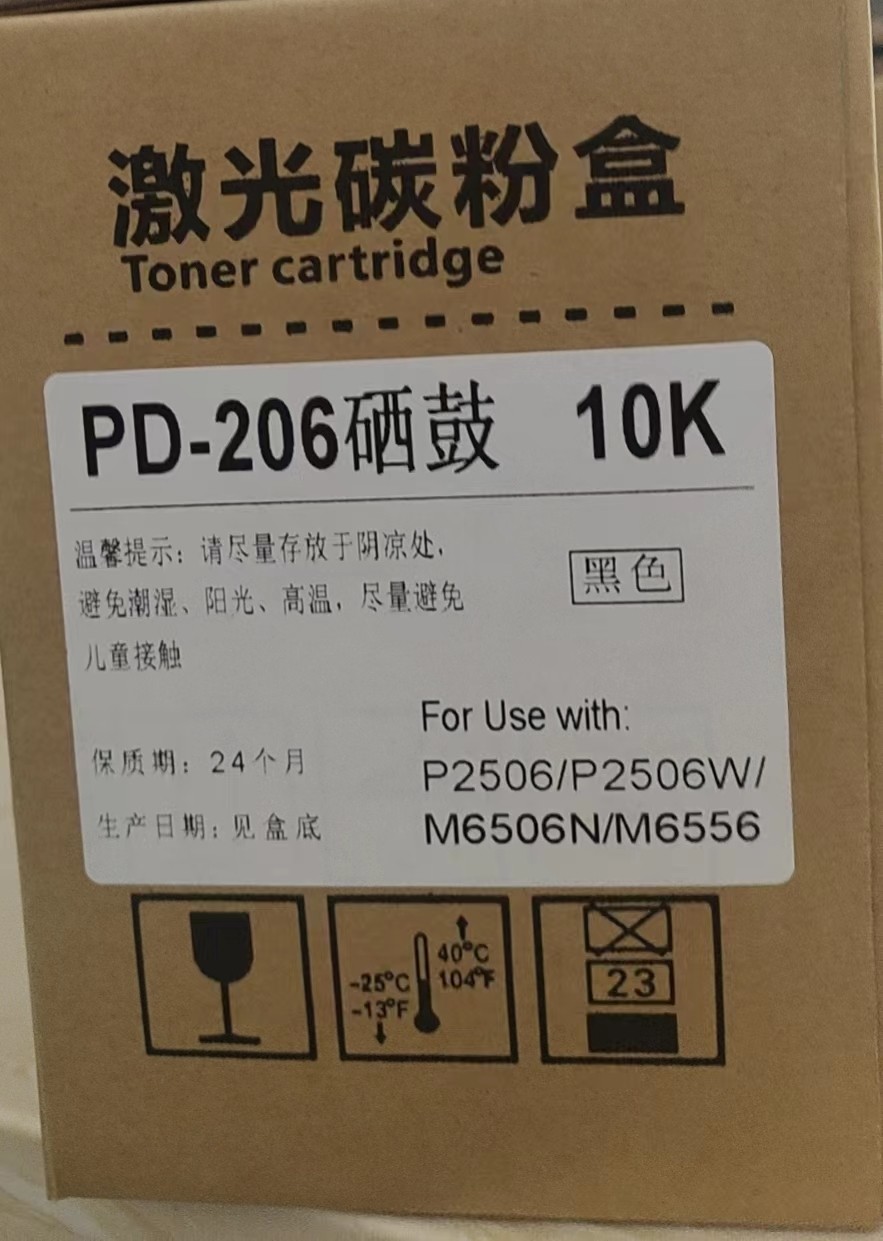 激光碳粉盒
Toner cartridge
PD-206硒鼓 10K
温馨提示：请尽量存放于阴凉处，
避免潮湿、阳光、高温，尽量避免
儿童接触
黑色
For Use with:
P2506/P2506W/
M6506N/M6556
保质期：24个月
生产日期：见盒底
40°C
104°F
-25°C
-13°F
23